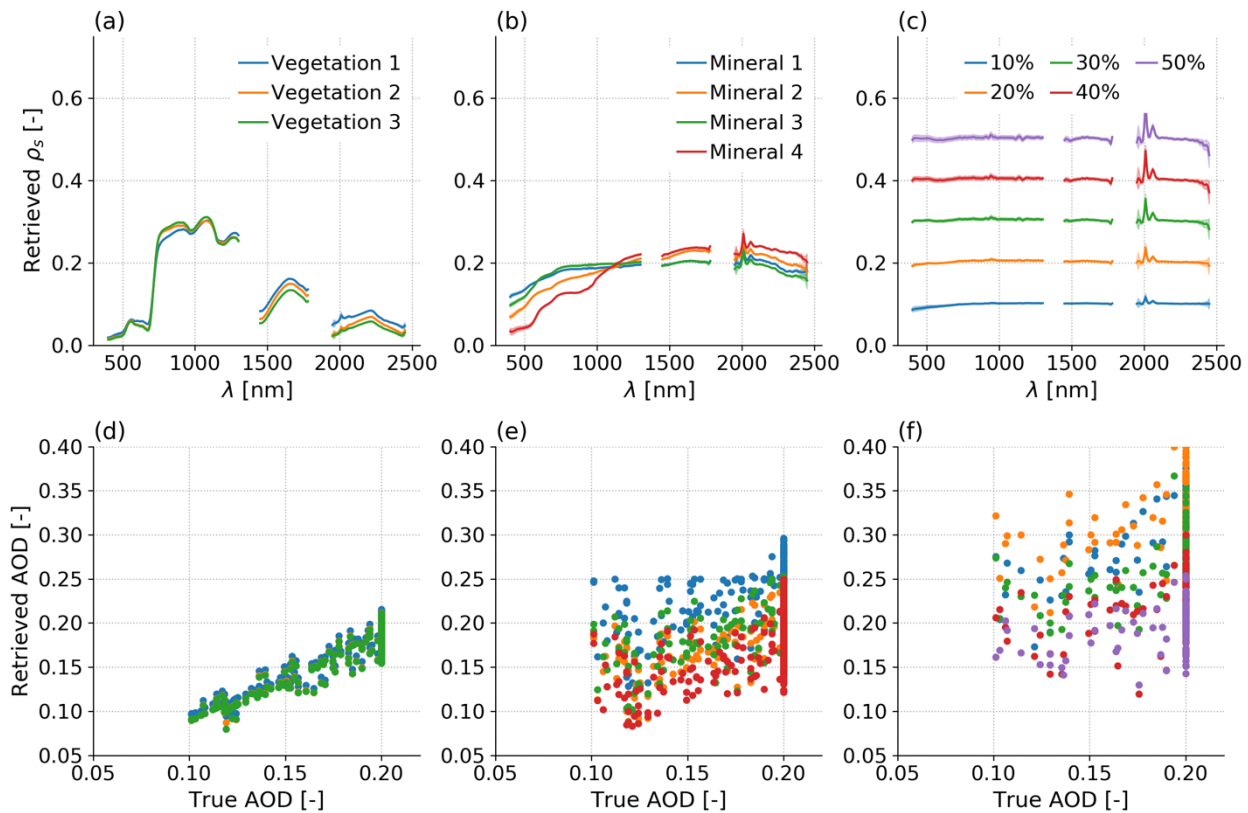 (a)
(b)
(c)
Retrieved ρs [-]
0.6
0.4
0.2
0.0
Vegetation 1
Vegetation 2
Vegetation 3
500 1000 1500 2000 2500
λ [nm]
0.6
0.4
0.2
0.0
Mineral 1
Mineral 2
Mineral 3
Mineral 4
500 1000 1500 2000 2500
λ [nm]
0.6
0.4
0.2
0.0
10% 30% 50%
20% 40%
500 1000 1500 2000 2500
λ [nm]
(d)
(e)
(f)
Retrieved AOD [-]
0.40
0.35
0.30
0.25
0.20
0.15
0.10
0.05
0.05 0.10 0.15 0.20
True AOD [-]
0.40
0.35
0.30
0.25
0.20
0.15
0.10
0.05
0.05 0.10 0.15 0.20
True AOD [-]
0.40
0.35
0.30
0.25
0.20
0.15
0.10
0.05
0.05 0.10 0.15 0.20
True AOD [-]